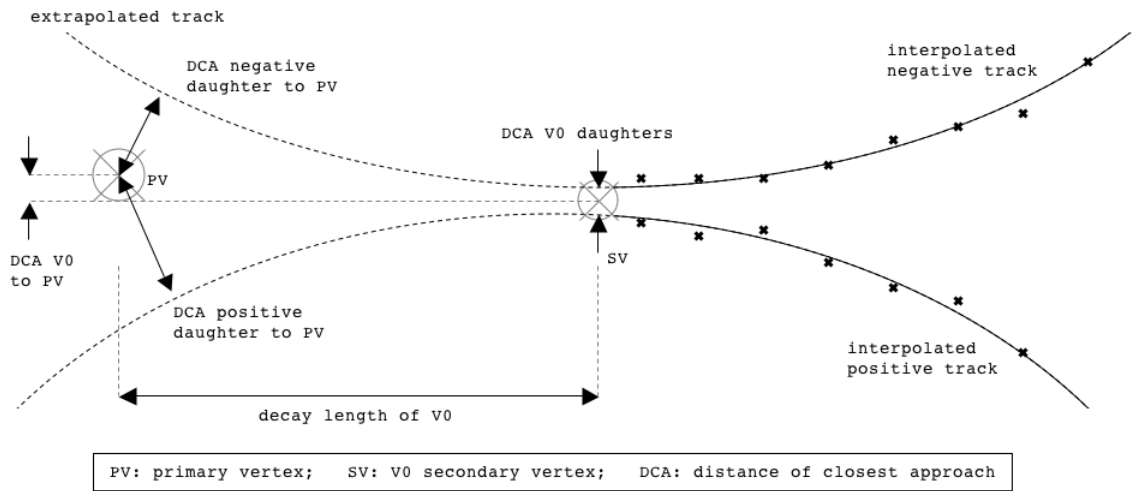 extrapolated track
interpolated
negative track
DCA negative
daughter to PV
DCA V0 daughters
PV
DCA V0
to PV
SV
DCA positive
daughter to PV
interpolated
positive track
decay length of V0
PV: primary vertex;   SV: V0 secondary vertex;   DCA: distance of closest approach